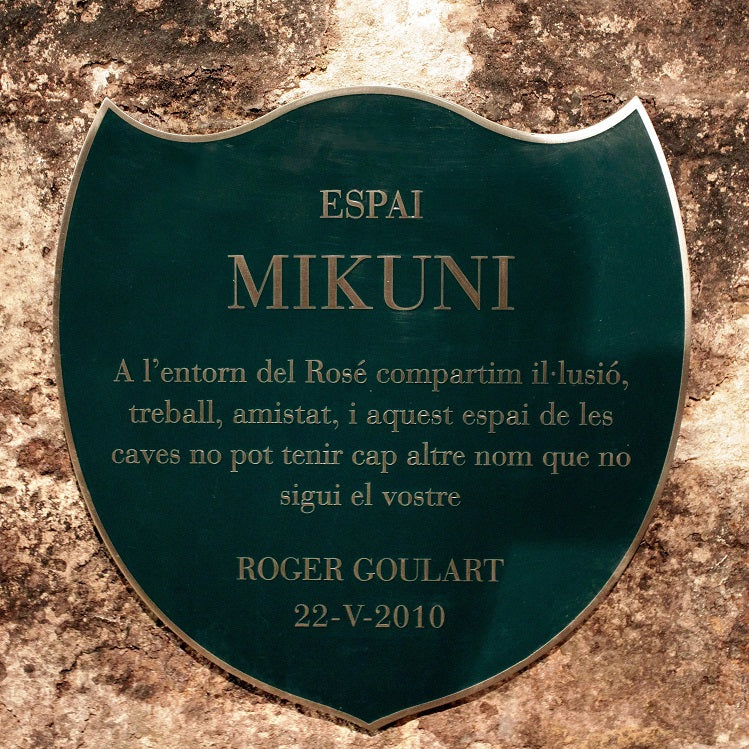 ESPAI
MIKUNI
A l'entorn del Rosé compartim il·lusió,
treball, amistat, i aquest espai de les
caves no pot tenir cap altre nom que no
sigui el vostre
ROGER GOULART
22-V-2010